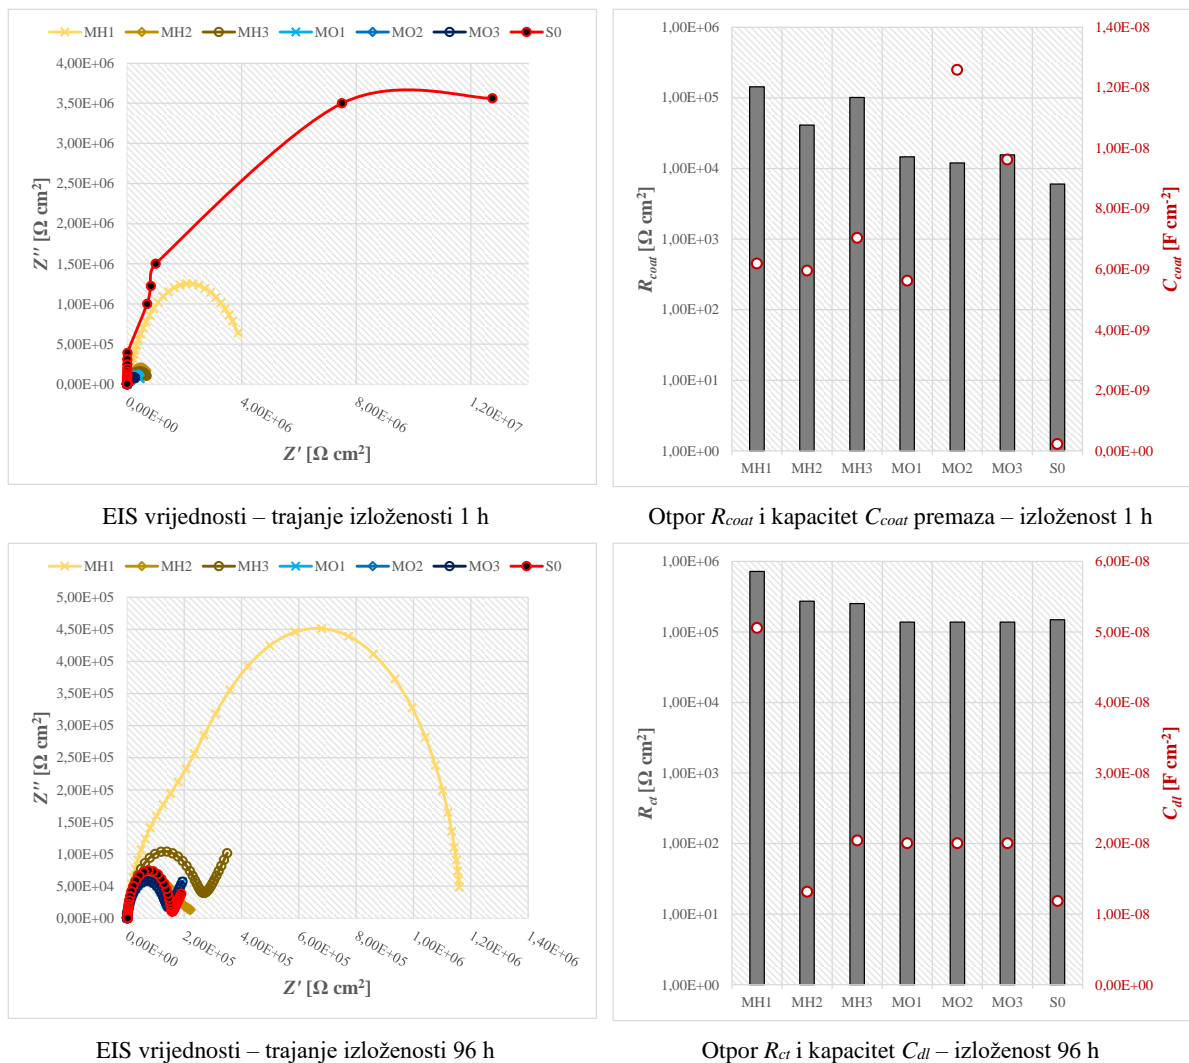 MH1 MH2 MH3 MO1 MO2 MO3 S0
4,00E+06
3,50E+06
3,00E+06
2,50E+06
2,00E+06
1,50E+06
1,00E+06
5,00E+05
0,00E+00
Z'' [Ω cm²]
0,00E+00 4,00E+06 8,00E+06 1,20E+07
Z' [Ω cm²]
1,00E+06
1,00E+05
1,00E+04
1,00E+03
1,00E+02
1,00E+01
1,00E+00
Rcoat [Ω cm²]
1,40E-08
1,20E-08
1,00E-08
8,00E-09
6,00E-09
4,00E-09
2,00E-09
0,00E+00
Ccoat [F cm⁻²]
MH1 MH2 MH3 MO1 MO2 MO3 S0
EIS vrijednosti – trajanje izloženosti 1 h
Otpor Rcoat i kapacitet Ccoat premaza – izloženost 1 h
MH1 MH2 MH3 MO1 MO2 MO3 S0
5,00E+05
4,50E+05
4,00E+05
3,50E+05
3,00E+05
2,50E+05
2,00E+05
1,50E+05
1,00E+05
5,00E+04
0,00E+00
Z'' [Ω cm²]
0,00E+00 2,00E+05 4,00E+05 6,00E+05 8,00E+05 1,00E+06 1,20E+06 1,40E+06
Z' [Ω cm²]
1,00E+06
1,00E+05
1,00E+04
1,00E+03
1,00E+02
1,00E+01
1,00E+00
Rct [Ω cm²]
6,00E-08
5,00E-08
4,00E-08
3,00E-08
2,00E-08
1,00E-08
0,00E+00
Cdl [F cm⁻²]
MH1 MH2 MH3 MO1 MO2 MO3 S0
EIS vrijednosti – trajanje izloženosti 96 h
Otpor Rct i kapacitet Cdl – izloženost 96 h